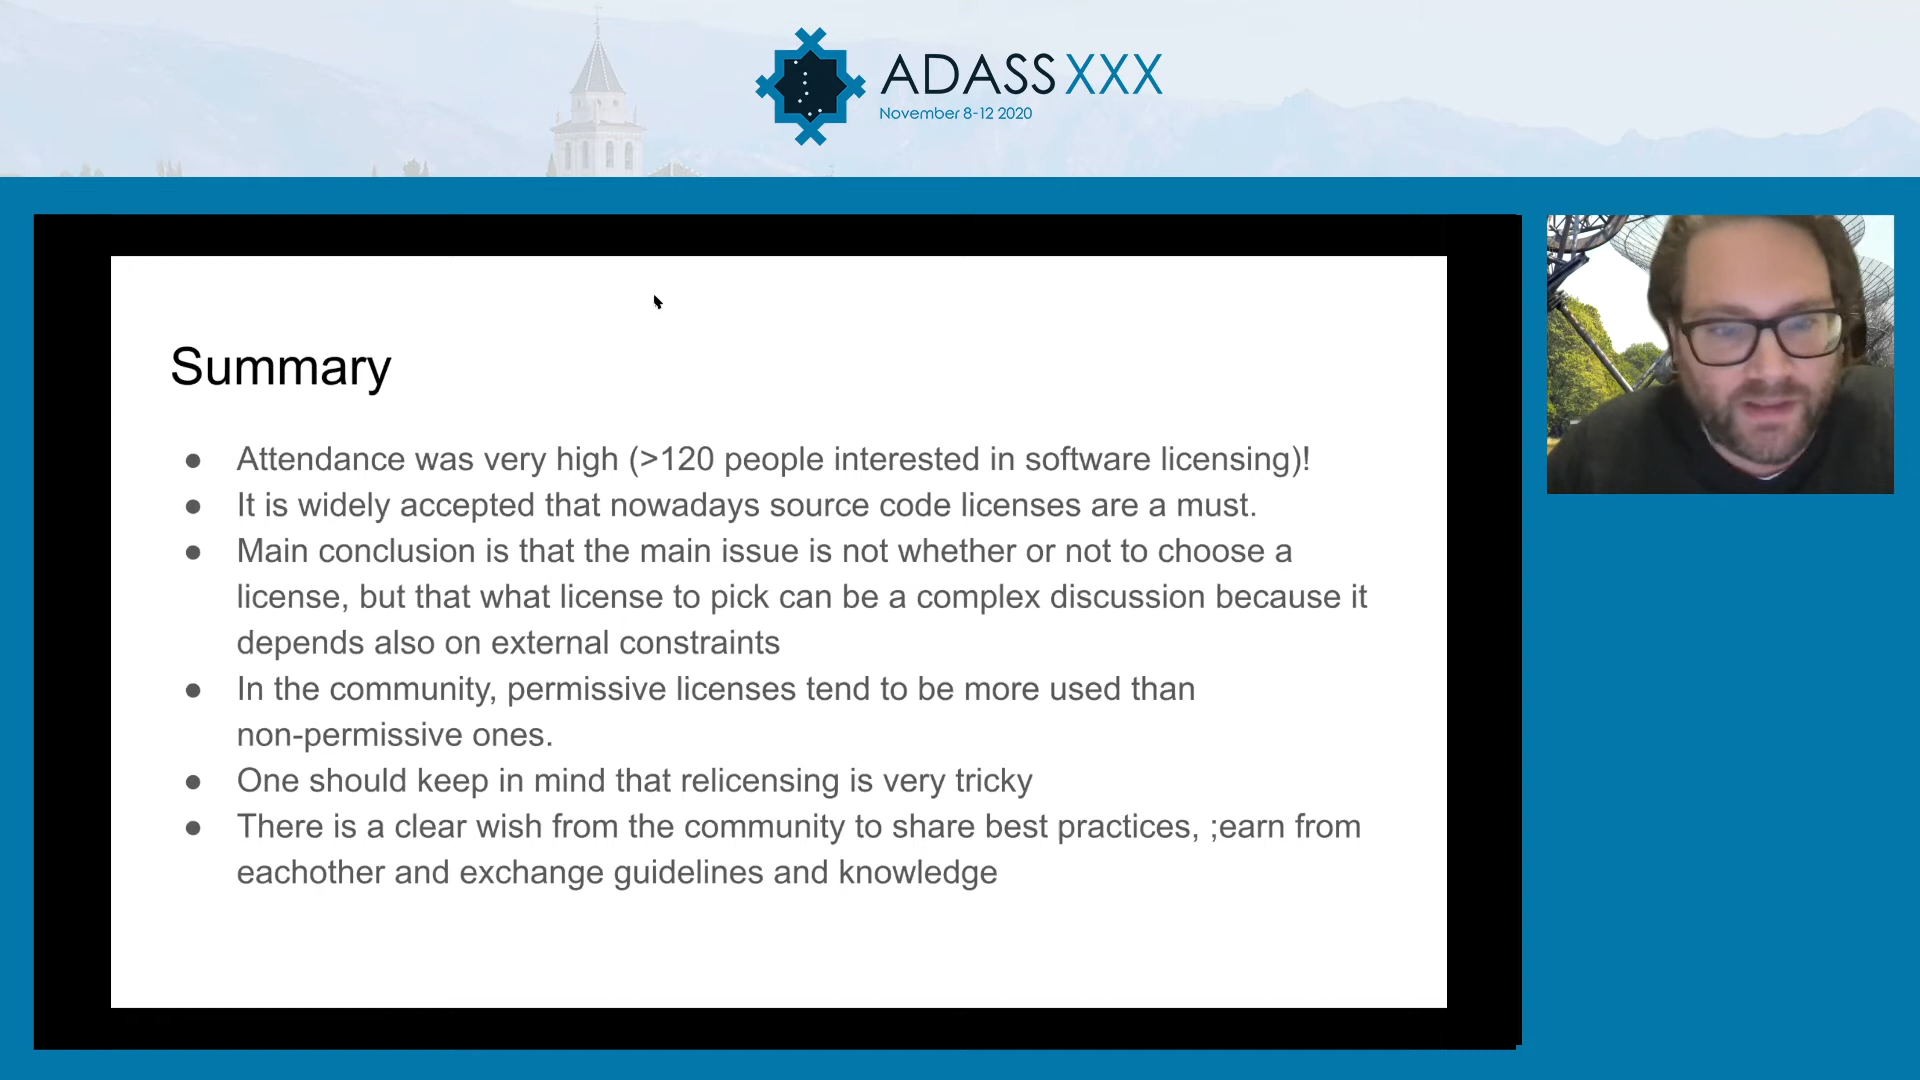 ADASS XXX
November 8-12 2020
Summary
● Attendance was very high (>120 people interested in software licensing)!
● It is widely accepted that nowadays source code licenses are a must.
● Main conclusion is that the main issue is not whether or not to choose a
license, but that what license to pick can be a complex discussion because it
depends also on external constraints
● In the community, permissive licenses tend to be more used than
non-permissive ones.
● One should keep in mind that relicensing is very tricky
● There is a clear wish from the community to share best practices, ;earn from
eachother and exchange guidelines and knowledge